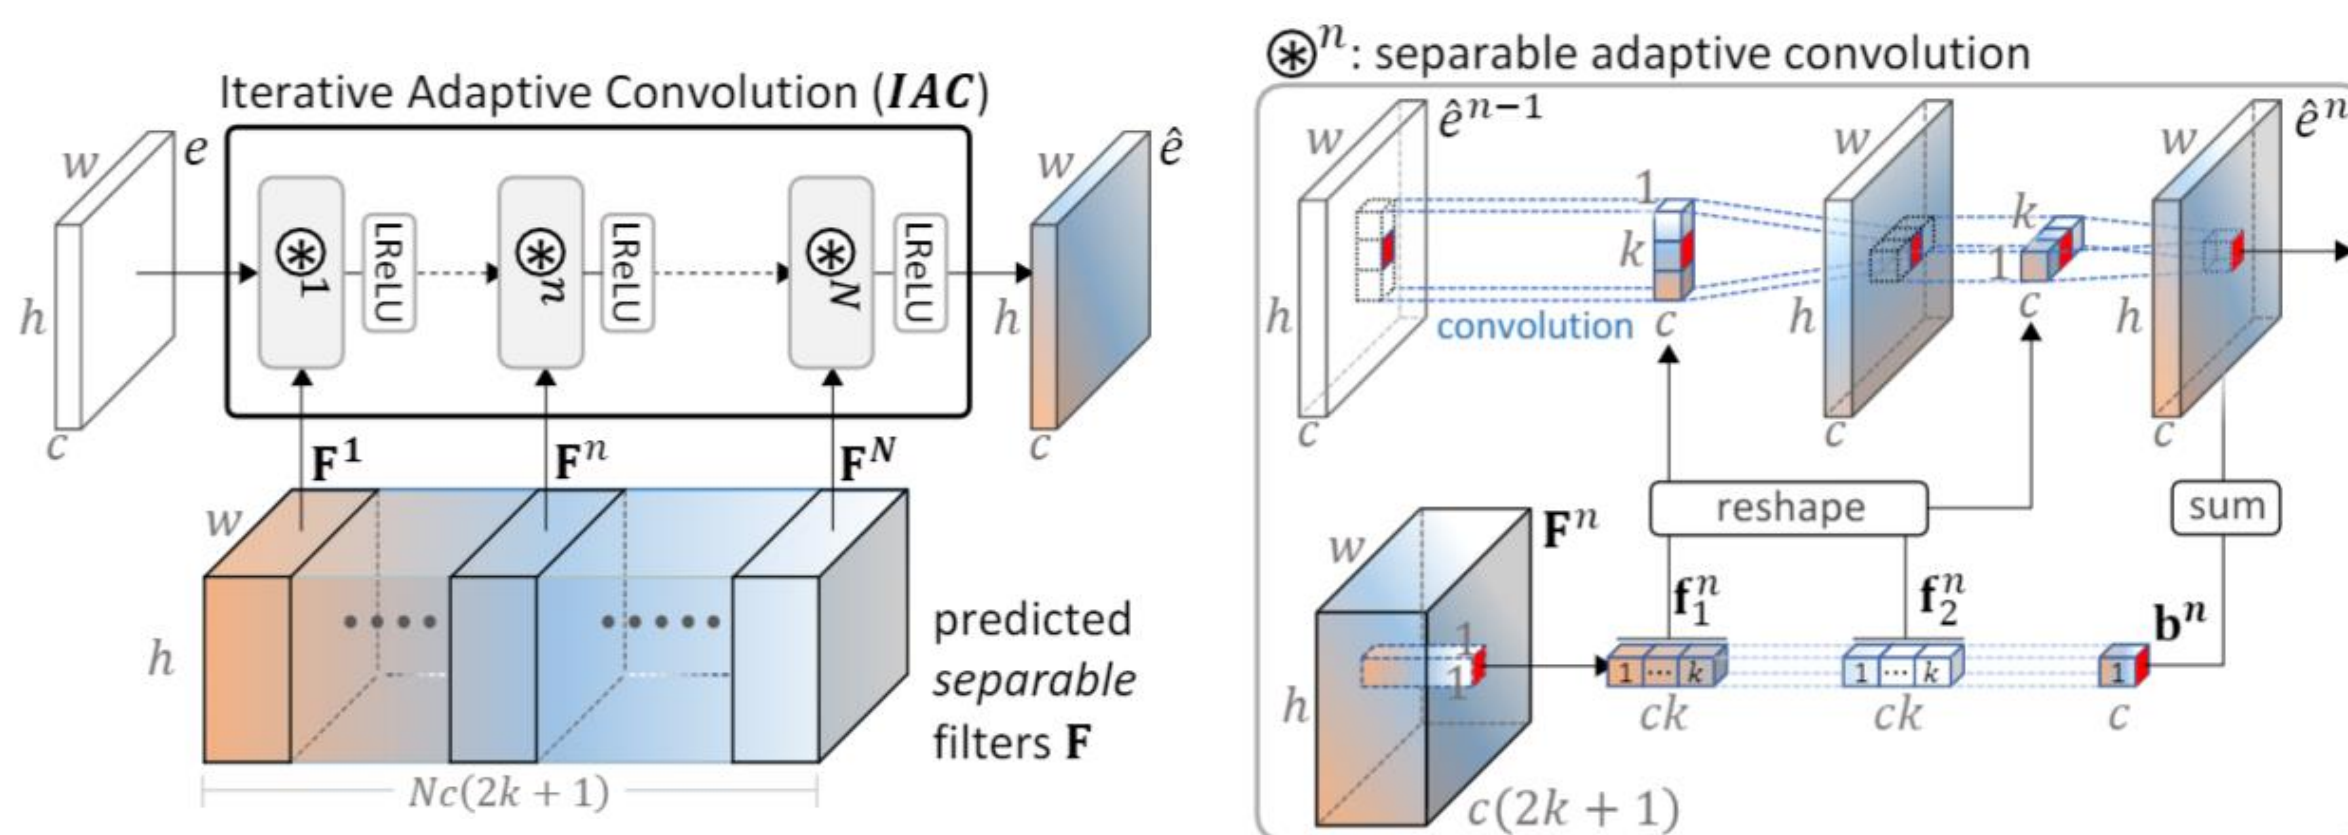 Iterative Adaptive Convolution (IAC)
w
e
h
c
⊛¹
LReLU
⊛ⁿ
LReLU
⊛ᴺ
LReLU
w
ê
h
c
F¹
Fⁿ
Fᴺ
w
h
Nc(2k + 1)
predicted
separable
filters F
⊛ⁿ: separable adaptive convolution
w
êⁿ⁻¹
h
c
1
k
c
convolution
w
h
c
k
1
c
w
êⁿ
h
c
reshape
sum
w
Fⁿ
h
1
1
c(2k + 1)
f₁ⁿ
1 ··· k
ck
f₂ⁿ
1 ··· k
ck
bⁿ
1
c